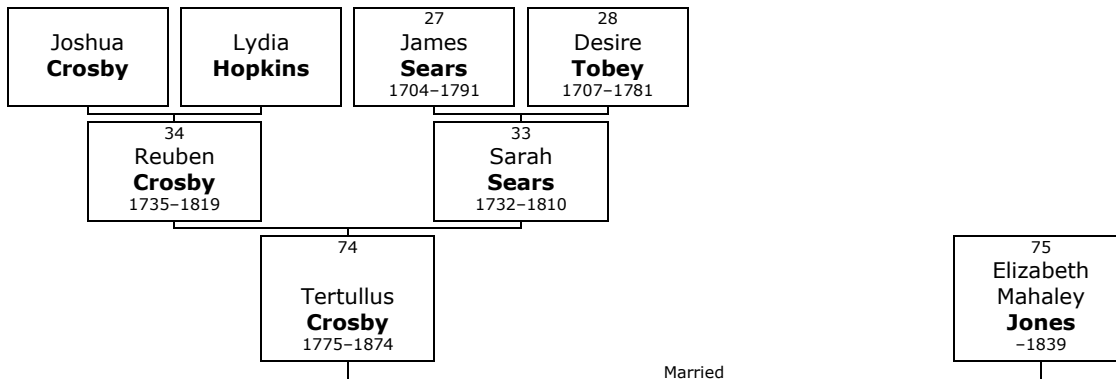 Joshua
Crosby
Lydia
Hopkins
27
James
Sears
1704–1791
28
Desire
Tobey
1707–1781
34
Reuben
Crosby
1735–1819
33
Sarah
Sears
1732–1810
74
Tertullus
Crosby
1775–1874
75
Elizabeth
Mahaley
Jones
–1839
Married